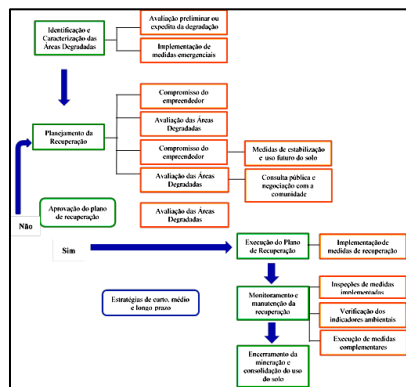 Identificação e
Caracterização das
Áreas Degradadas
Avaliação preliminar ou
expedita da degradação
Implementação de
medidas emergenciais
Planejamento da
Recuperação
Compromisso do
empreendedor
Avaliação das Áreas
Degradadas
Compromisso do
empreendedor
Medidas de estabilização
e uso futuro do solo
Avaliação das Áreas
Degradadas
Consulta pública e
negociação com a
comunidade
Aprovação do plano
de recuperação
Avaliação das Áreas
Degradadas
Não
Sim
Execução do Plano
de Recuperação
Implementação de
medidas de recuperação
Estratégias de curto, médio
e longo prazo
Monitoramento e
manutenção da
recuperação
Inspeções de medidas
implementadas
Verificação dos
indicadores ambientais
Execução de medidas
complementares
Encerramento da
mineração e
consolidação do uso
do solo